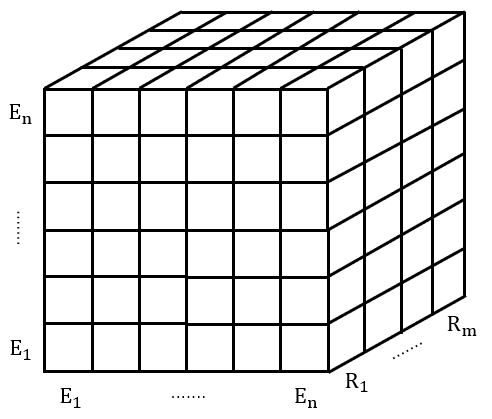 Eₙ
.......
E₁
E₁ ....... Eₙ
R₁ ....... Rₘ